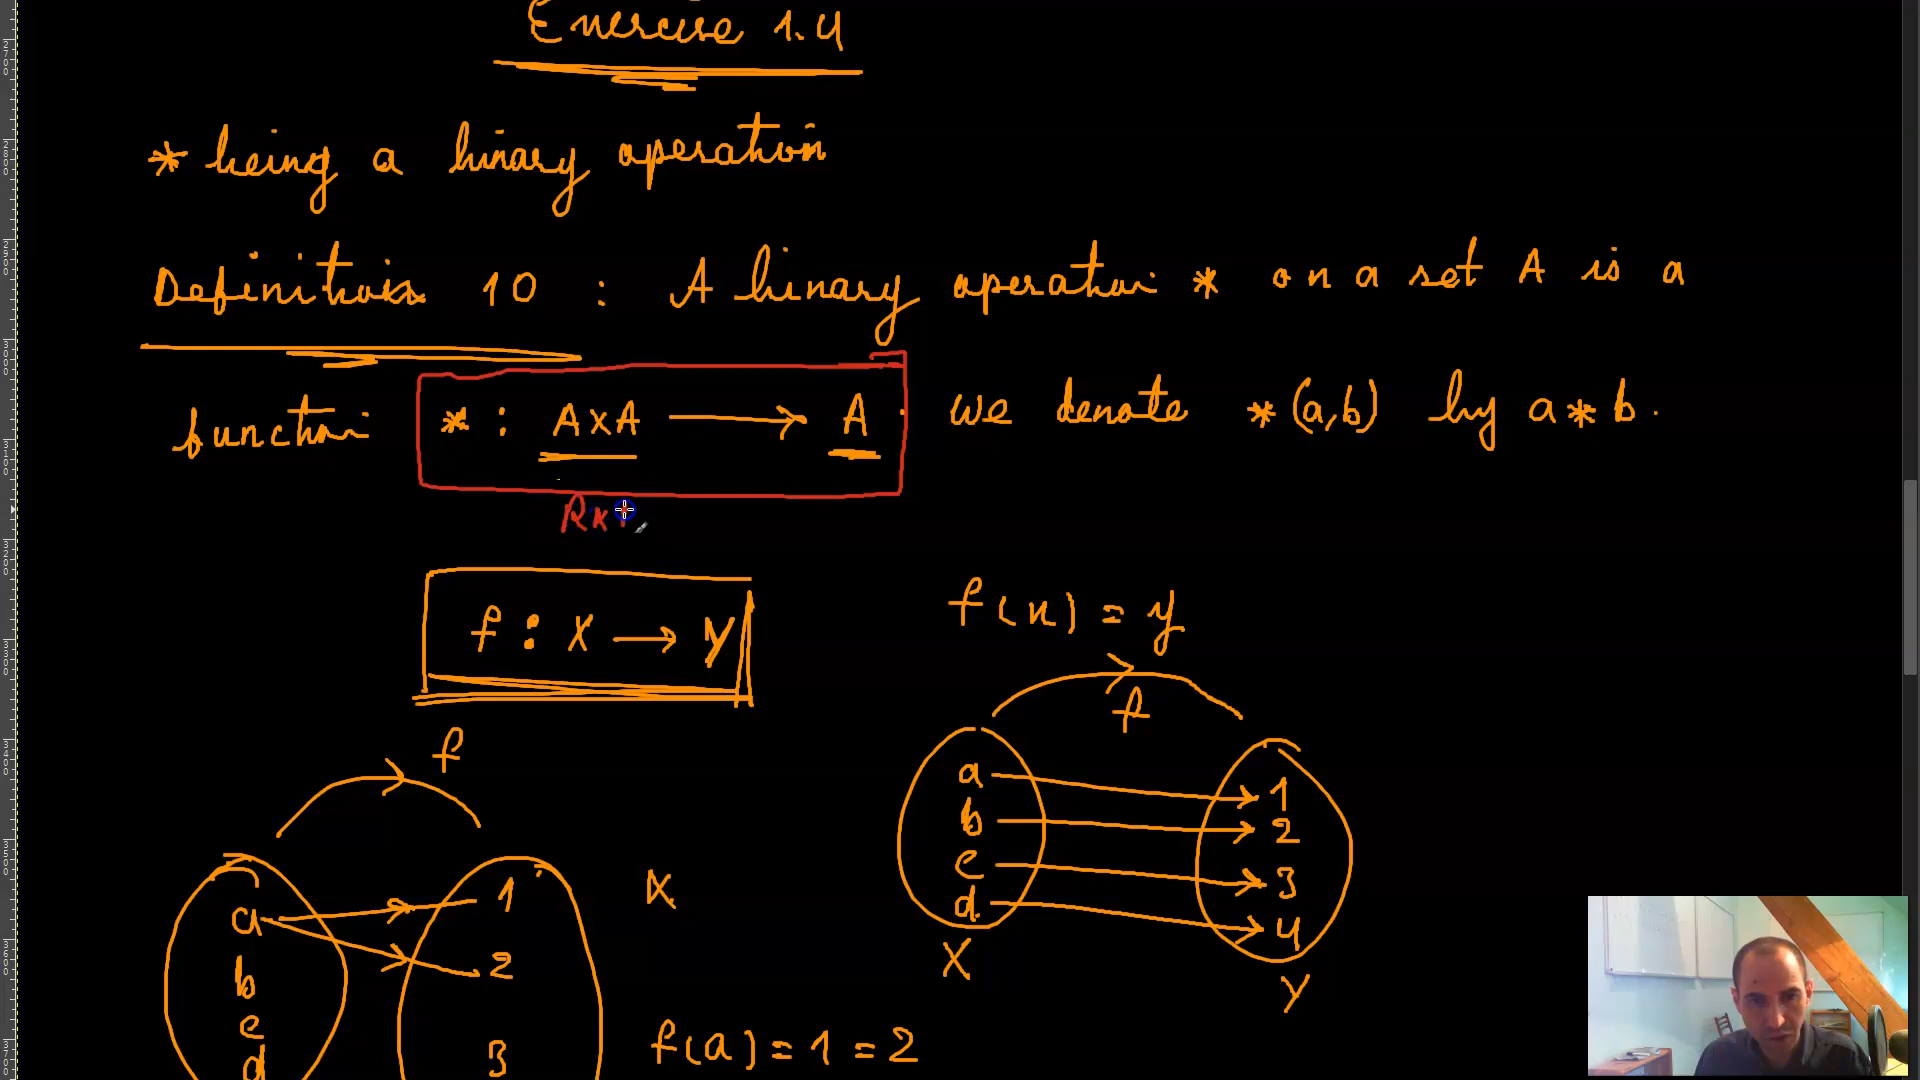 Exercise 1.4
* being a binary operation
Definition 10 : A binary operation * on a set A is a
function * : A x A → A . We denote *(a,b) by a * b .
R x
f : X → Y
f(x) = y
f
f
a 1
b 2
c 3
d 4
X
Y
a 1
b 2
c 3
d
f(a) = 1 = 2